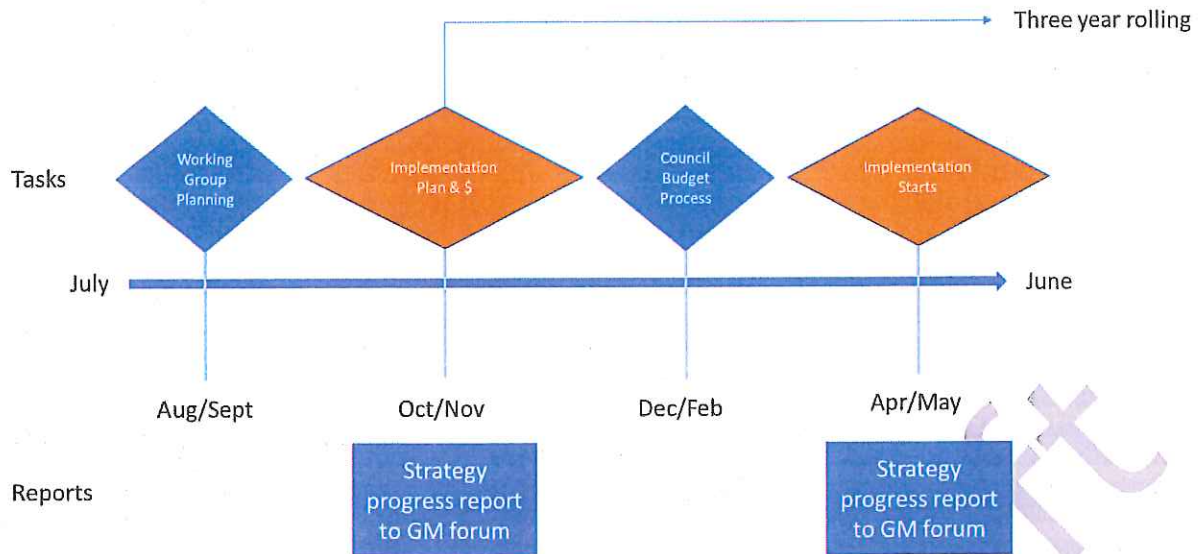 Three year rolling
Tasks
Working
Group
Planning
Implementation
Plan & $
Council
Budget
Process
Implementation
Starts
July
June
Aug/Sept
Oct/Nov
Dec/Feb
Apr/May
Reports
Strategy
progress report
to GM forum
Strategy
progress report
to GM forum